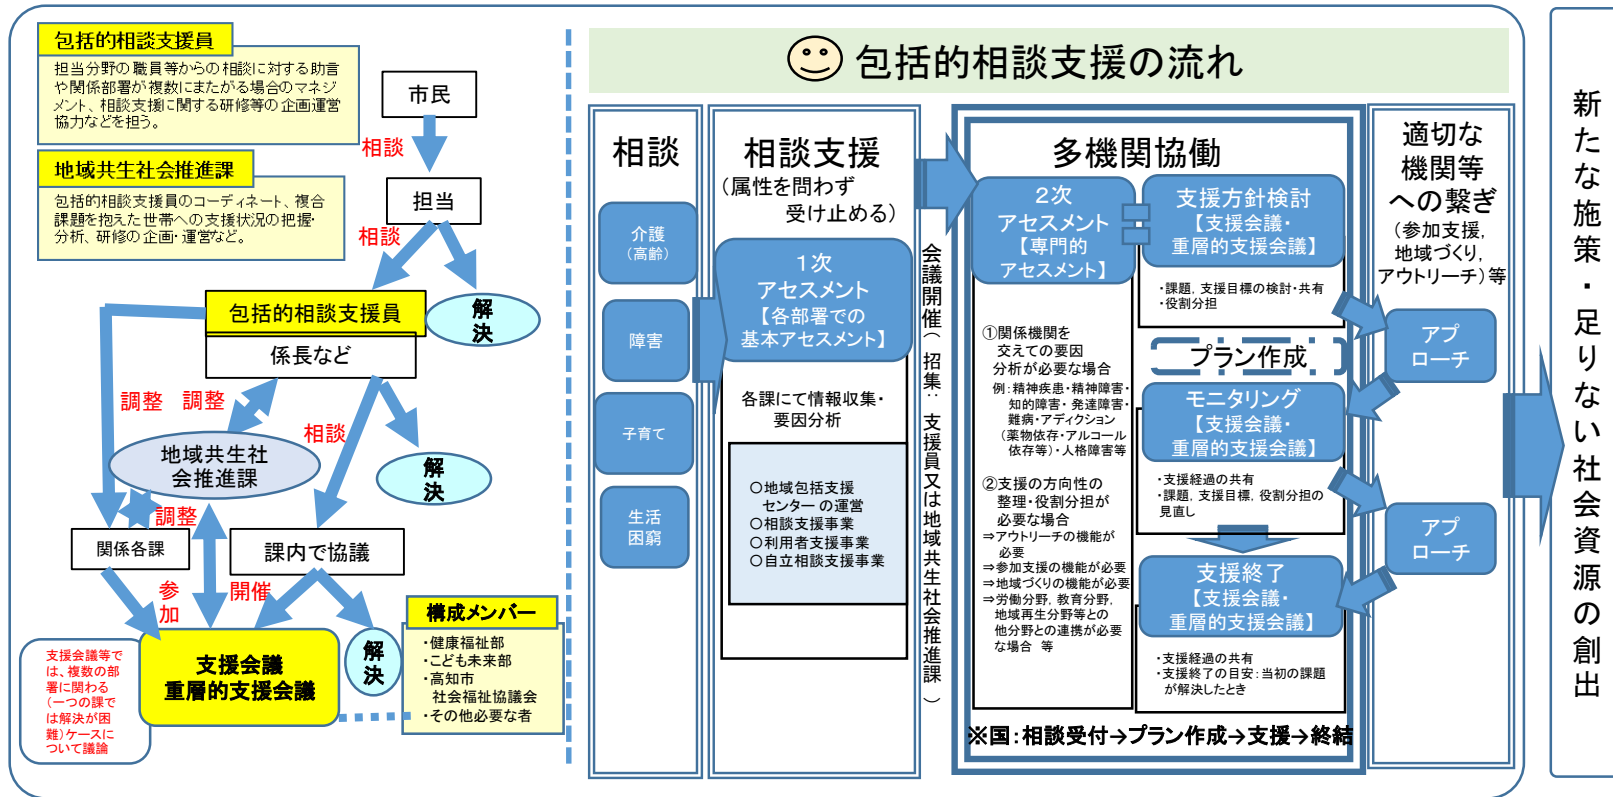 包括的相談支援員
担当分野の職員等からの相談に対する助言
や関係部署が複数にまたがる場合のマネジ
メント、相談支援に関する研修等の企画運営
協力などを担う。
地域共生社会推進課
包括的相談支援員のコーディネート、複合
課題を抱えた世帯への支援状況の把握・
分析、研修の企画・運営など。
市民
相談
担当
相談
解
決
包括的相談支援員
係長など
調整
調整
相談
地域共生社
会推進課
解
決
調整
関係各課
課内で協議
参
加
開催
支援会議
重層的支援会議
解
決
構成メンバー
・健康福祉部
・こども未来部
・高知市
社会福祉協議会
・その他必要な者
支援会議等で
は、複数の部
署に関わる
(一つの課で
は解決が困
難)ケースに
ついて議論
包括的相談支援の流れ
相談
介護
(高齢)
障害
子育て
生活
困窮
相談支援
(属性を問わず
受け止める)
1次
アセスメント
【各部署での
基本アセスメント】
各課にて情報収集・
要因分析
○地域包括支援
センターの運営
○相談支援事業
○利用者支援事業
○自立相談支援事業
会議開催(招集:支援員又は地域共生社会推進課)
多機関協働
2次
アセスメント
【専門的
アセスメント】
①関係機関を
交えての要因
分析が必要な場合
例:精神疾患・精神障害・
知的障害・発達障害・
難病・アディクション
(薬物依存・アルコール
依存等)・人格障害等
②支援の方向性の
整理・役割分担が
必要な場合
⇒アウトリーチの機能が
必要
⇒参加支援の機能が必要
⇒地域づくりの機能が必要
⇒労働分野,教育分野,
地域再生分野等との
他分野との連携が必要
な場合 等
支援方針検討
【支援会議・
重層的支援会議】
・課題,支援目標の検討・共有
・役割分担
プラン作成
モニタリング
【支援会議・
重層的支援会議】
・支援経過の共有
・課題,支援目標,役割分担の
見直し
支援終了
【支援会議・
重層的支援会議】
・支援経過の共有
・支援終了の目安:当初の課題
が解決したとき
※国:相談受付→プラン作成→支援→終結
適切な
機関等
への繋ぎ
(参加支援,
地域づくり,
アウトリーチ)等
アプ
ローチ
アプ
ローチ
新たな施策・足りない社会資源の創出